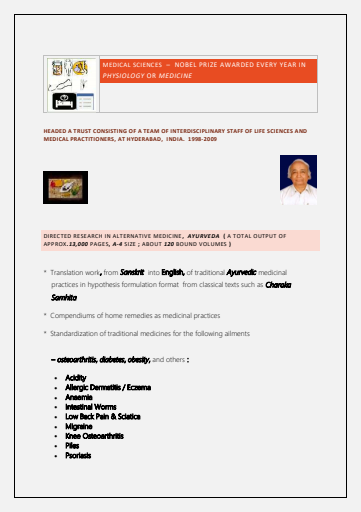 MEDICAL SCIENCES – NOBEL PRIZE AWARDED EVERY YEAR IN
PHYSIOLOGY OR MEDICINE
HEADED A TRUST CONSISTING OF A TEAM OF INTERDISCIPLINARY STAFF OF LIFE SCIENCES AND
MEDICAL PRACTITIONERS, AT HYDERABAD, INDIA. 1998-2009
DIRECTED RESEARCH IN ALTERNATIVE MEDICINE, AYURVEDA ( A TOTAL OUTPUT OF
APPROX.13,000 PAGES, A-4 SIZE ; ABOUT 120 BOUND VOLUMES )
* Translation work, from Sanskrit into English, of traditional Ayurvedic medicinal
practices in hypothesis formulation format from classical texts such as Charaka
Samhita
* Compendiums of home remedies as medicinal practices
* Standardization of traditional medicines for the following ailments
– osteoarthritis, diabetes, obesity, and others :
• Acidity
• Allergic Dermatitis / Eczema
• Anaemia
• Intestinal Worms
• Low Back Pain & Sciatica
• Migraine
• Knee Osteoarthritis
• Piles
• Psoriasis